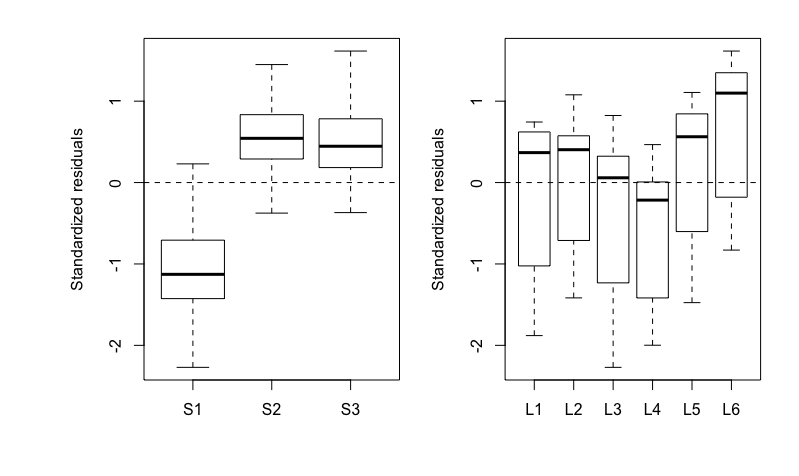 Standardized residuals
1
0
-1
-2
S1 S2 S3
Standardized residuals
1
0
-1
-2
L1 L2 L3 L4 L5 L6